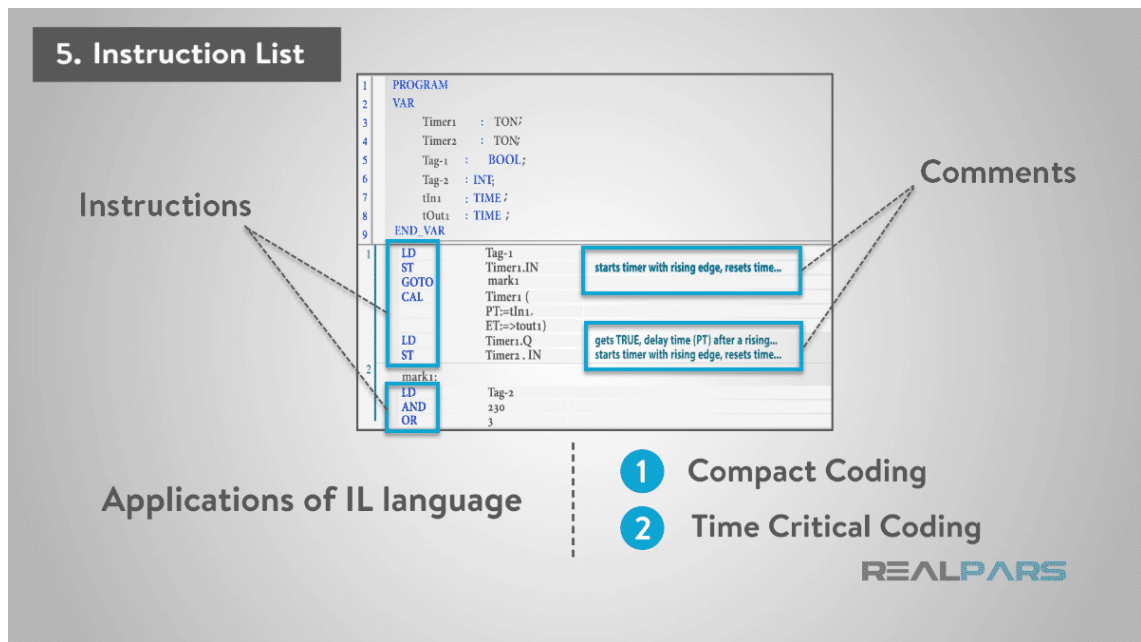 5. Instruction List
1 PROGRAM
2 VAR
3 Timer1 : TON;
4 Timer2 : TON;
5 Tag-1 : BOOL;
6 Tag-2 : INT;
7 tIn1 : TIME ;
8 tOut1 : TIME ;
9 END_VAR
Instructions
Comments
1 LD Tag-1
ST Timer1.IN starts timer with rising edge, resets time...
GOTO mark1
CAL Timer1 (
PT:=tIn1,
ET:=>tout1)
LD Timer1.Q gets TRUE, delay time (PT) after a rising...
ST Timer2 . IN starts timer with rising edge, resets time...
2 mark1:
LD Tag-2
AND 230
OR 3
Applications of IL language
1 Compact Coding
2 Time Critical Coding
REALPARS